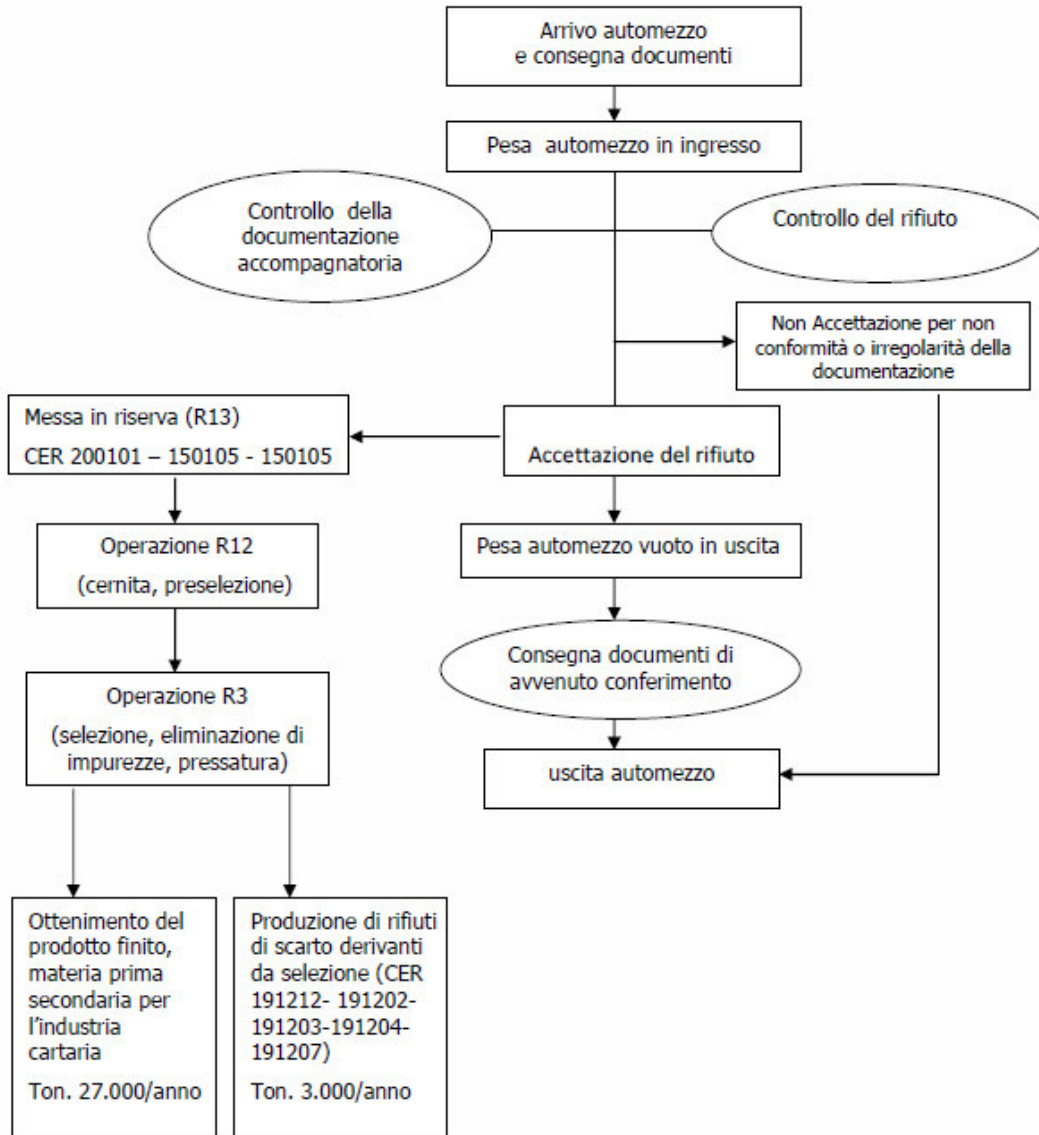 Arrivo automezzo
e consegna documenti
Pesa automezzo in ingresso
Controllo della
documentazione
accompagnatoria
Controllo del rifiuto
Non Accettazione per non
conformità o irregolarità della
documentazione
Messa in riserva (R13)
CER 200101 – 150105 - 150105
Accettazione del rifiuto
Operazione R12
(cernita, preselezione)
Pesa automezzo vuoto in uscita
Consegna documenti di
avvenuto conferimento
Operazione R3
(selezione, eliminazione di
impurezze, pressatura)
uscita automezzo
Ottenimento del
prodotto finito,
materia prima
secondaria per
l'industria
cartaria
Ton. 27.000/anno
Produzione di rifiuti
di scarto derivanti
da selezione (CER
191212- 191202-
191203-191204-
191207)
Ton. 3.000/anno